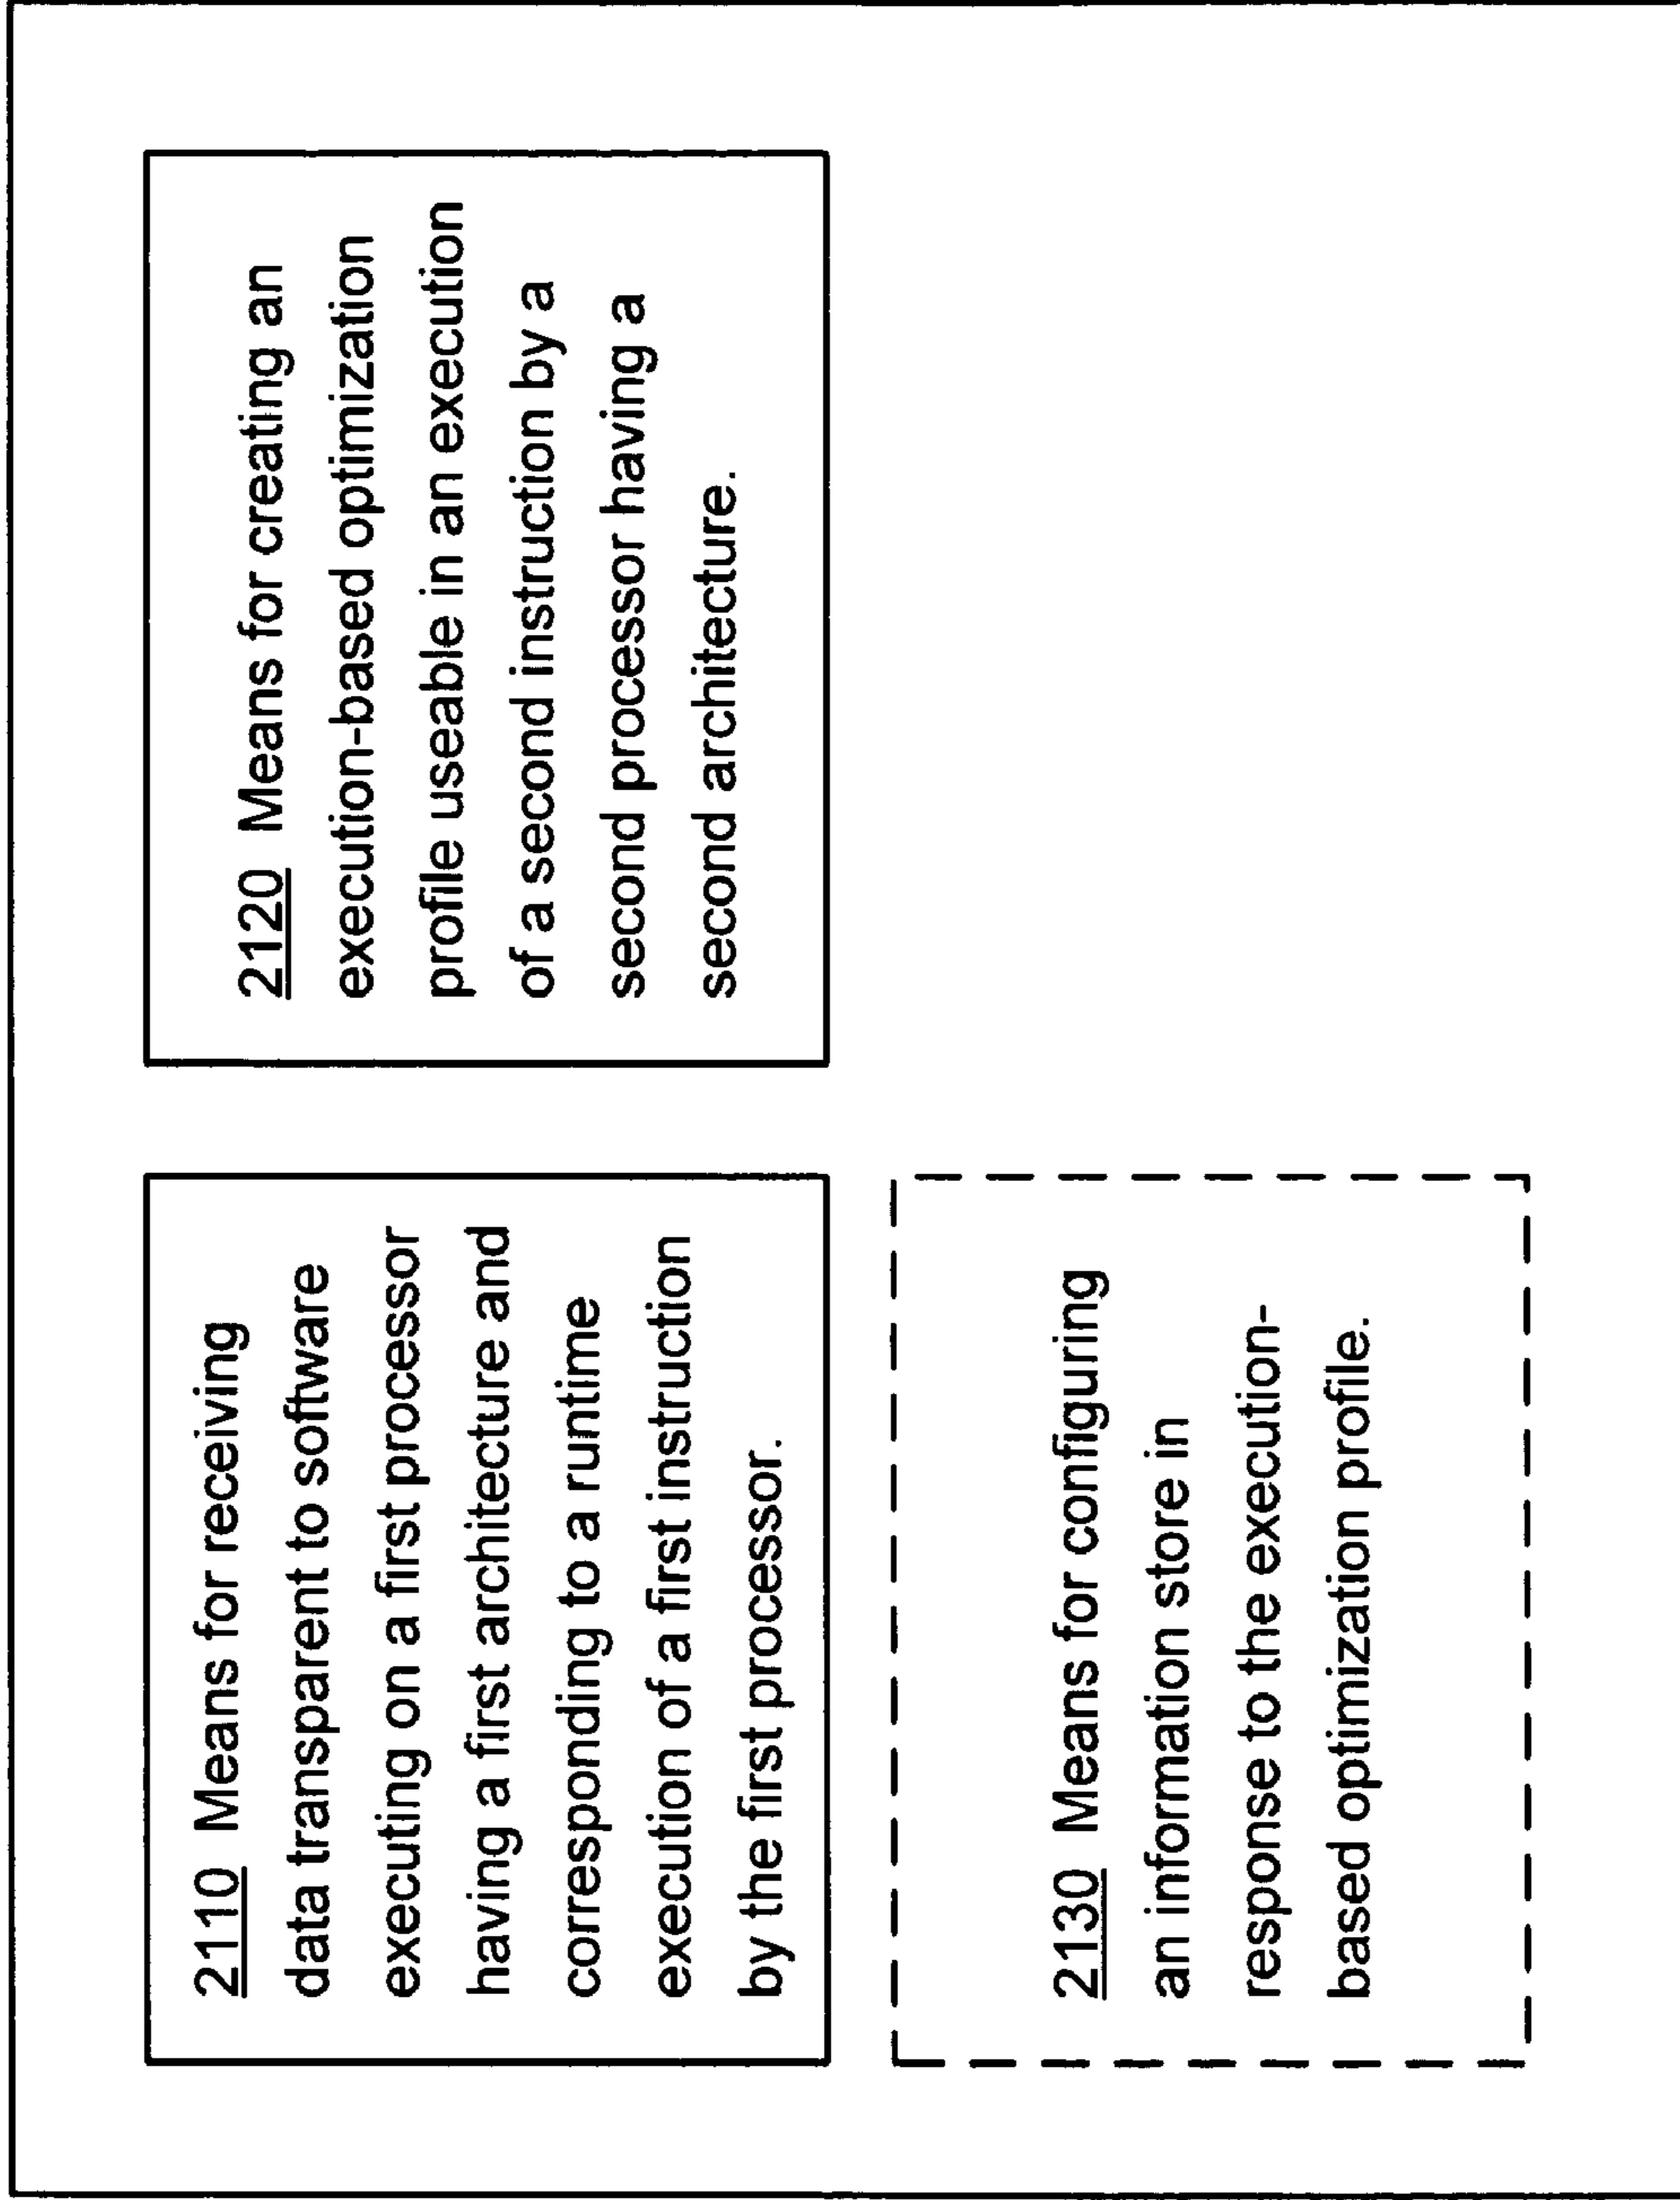 2110 Means for receiving
data transparent to software
executing on a first processor
having a first architecture and
corresponding to a runtime
execution of a first instruction
by the first processor.
2120 Means for creating an
execution-based optimization
profile useable in an execution
of a second instruction by a
second processor having a
second architecture.
2130 Means for configuring
an information store in
response to the execution-
based optimization profile.